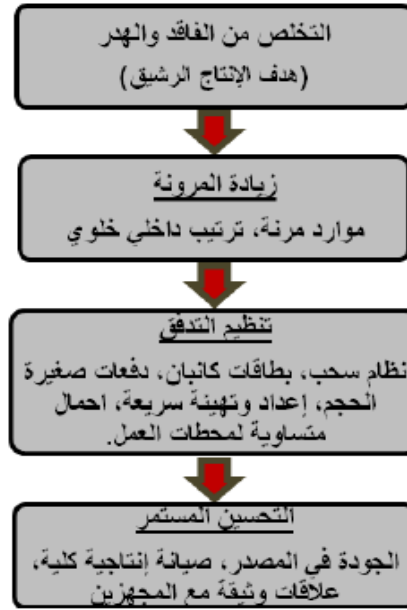 التخلص من الفاقد والهدر
(هدف الإنتاج الرشيق)
زيادة المرونة
موارد مرنة، ترتيب داخلي خلوي
تنظيم التدفق
نظام سحب، بطاقات كانبان، دفعات صغيرة
الحجم، إعداد وتهيئة سريعة، احمال
متساوية لمحطات العمل.
التحسين المستمر
الجودة في المصدر، صيانة إنتاجية كلية،
علاقات وثيقة مع المجهزين